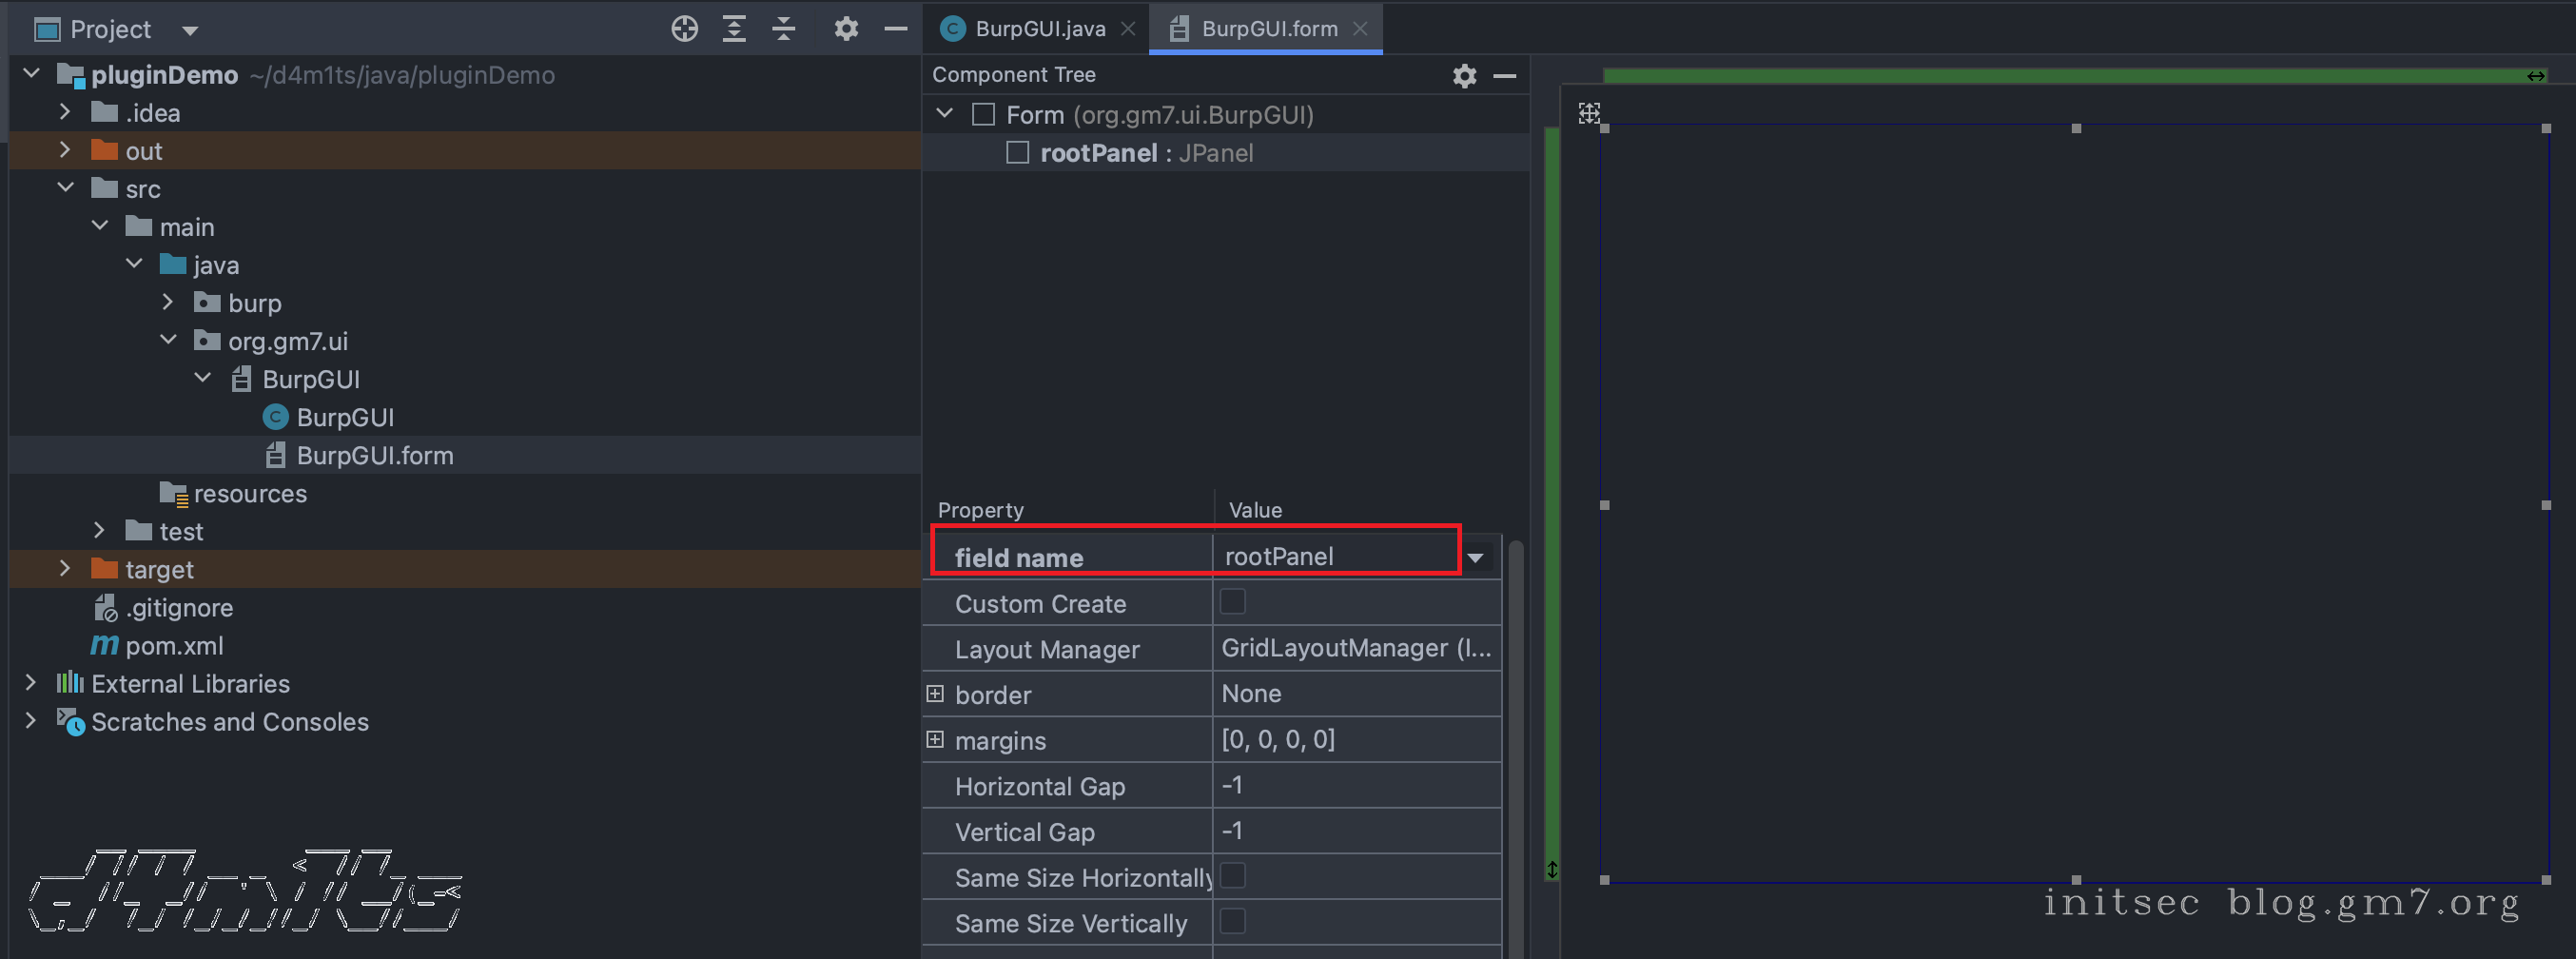 Project
pluginDemo ~/d4m1ts/java/pluginDemo
.idea
out
src
main
java
burp
org.gm7.ui
BurpGUI
BurpGUI
BurpGUI.form
resources
test
target
.gitignore
pom.xml
External Libraries
Scratches and Consoles
d4m1ts
BurpGUI.java
BurpGUI.form
Component Tree
Form (org.gm7.ui.BurpGUI)
rootPanel : JPanel
Property Value
field name rootPanel
Custom Create
Layout Manager GridLayoutManager (I...
border None
margins [0, 0, 0, 0]
Horizontal Gap -1
Vertical Gap -1
Same Size Horizontally
Same Size Vertically
initsec blog.gm7.org